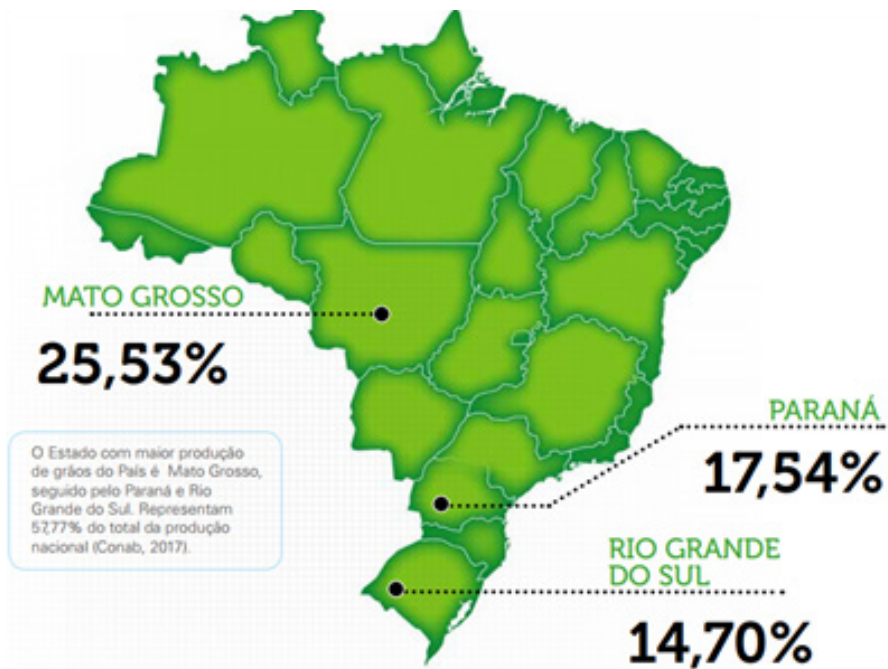 MATO GROSSO
25,53%
O Estado com maior produção
de grãos do País é Mato Grosso,
seguido pelo Paraná e Rio
Grande do Sul. Representam
57,77% do total da produção
nacional (Conab, 2017).
PARANÁ
17,54%
RIO GRANDE
DO SUL
14,70%